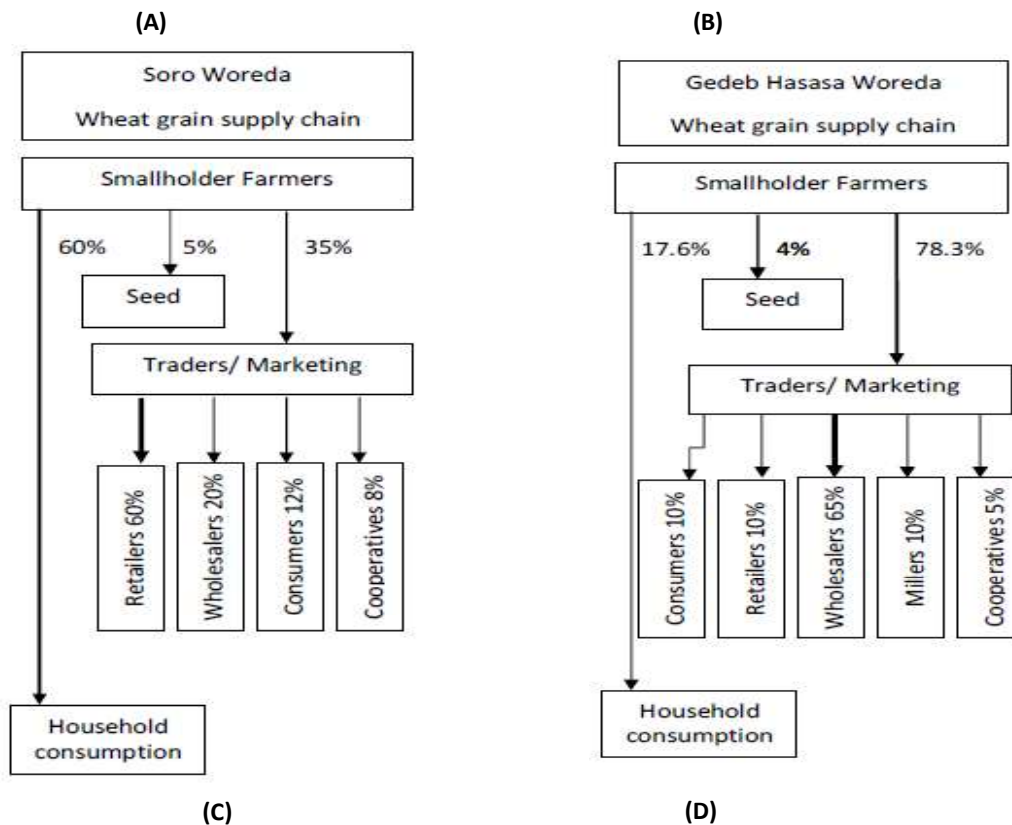 (A)
Soro Woreda
Wheat grain supply chain
Smallholder Farmers
60%
5%
35%
Seed
Traders/ Marketing
Retailers 60%
Wholesalers 20%
Consumers 12%
Cooperatives 8%
Household
consumption
(C)
(B)
Gedeb Hasasa Woreda
Wheat grain supply chain
Smallholder Farmers
17.6%
4%
78.3%
Seed
Traders/ Marketing
Consumers 10%
Retailers 10%
Wholesalers 65%
Millers 10%
Cooperatives 5%
Household
consumption
(D)